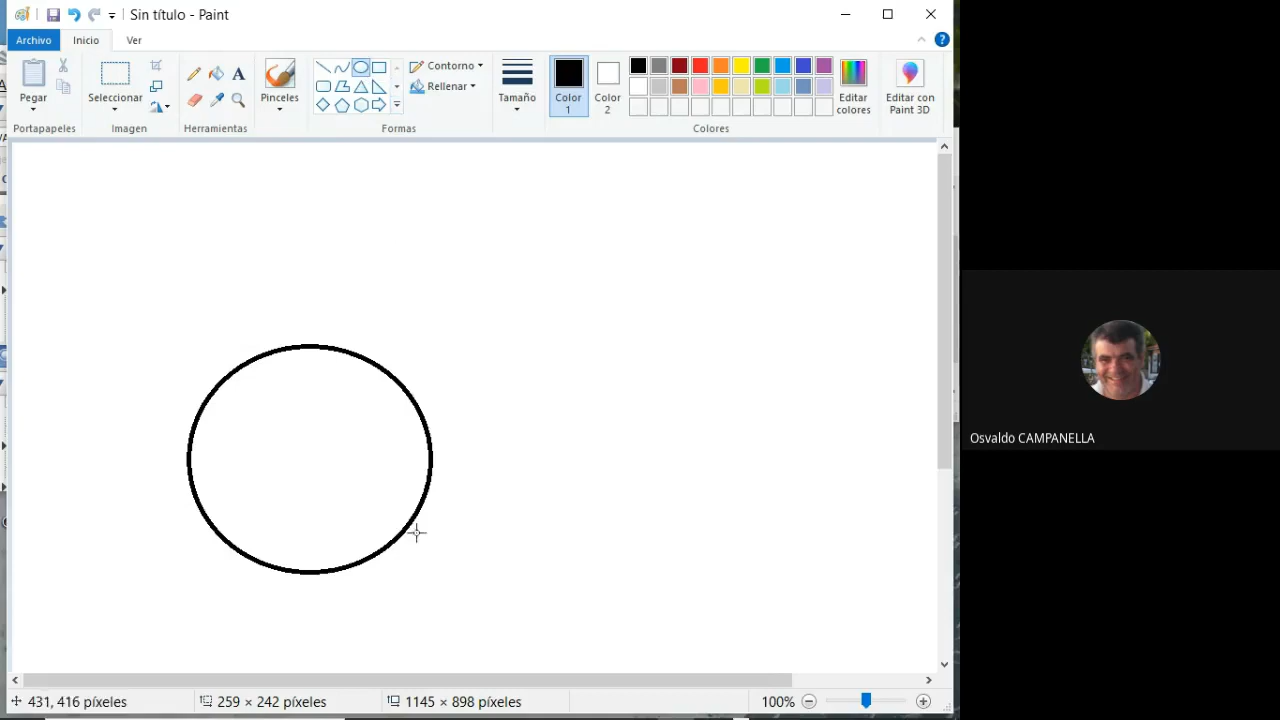 Sin título - Paint
Archivo Inicio Ver
Pegar
Seleccionar
A
Pinceles
Contorno
Rellenar
Tamaño
Color 1
Color 2
Editar colores
Editar con Paint 3D
Portapapeles Imagen Herramientas Formas Colores
Osvaldo CAMPANELLA
431, 416 píxeles 259 × 242 píxeles 1145 × 898 píxeles 100%